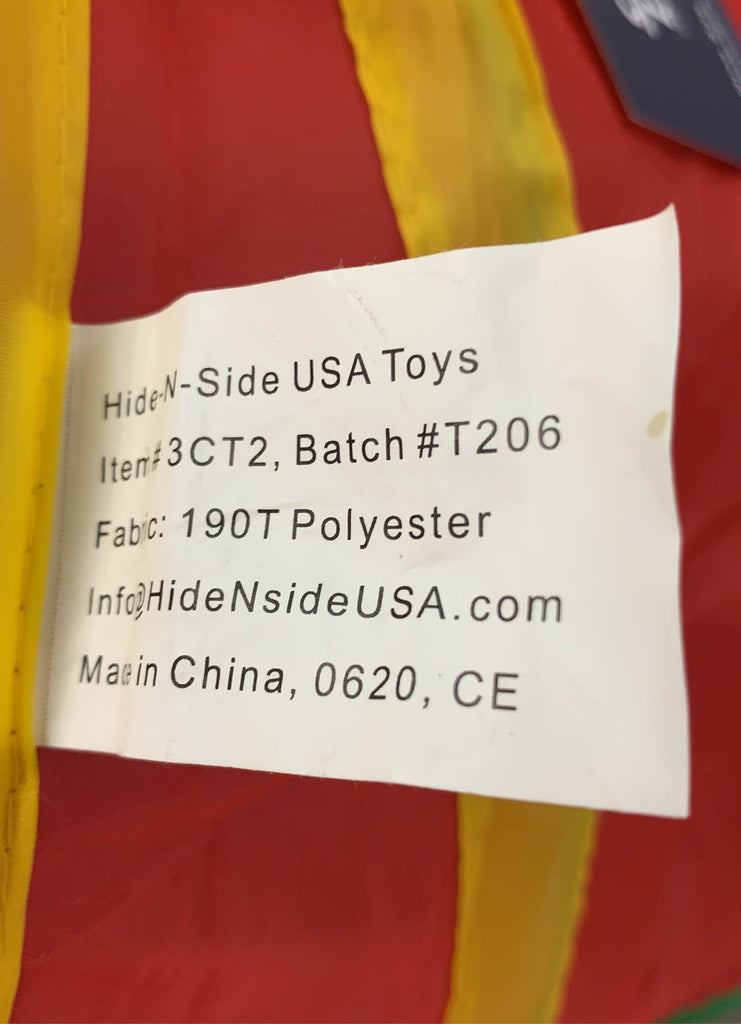 Hide-N-Side USA Toys
Item# 3CT2, Batch #T206
Fabric: 190T Polyester
Info@HideNsideUSA.com
Made in China, 0620, CE